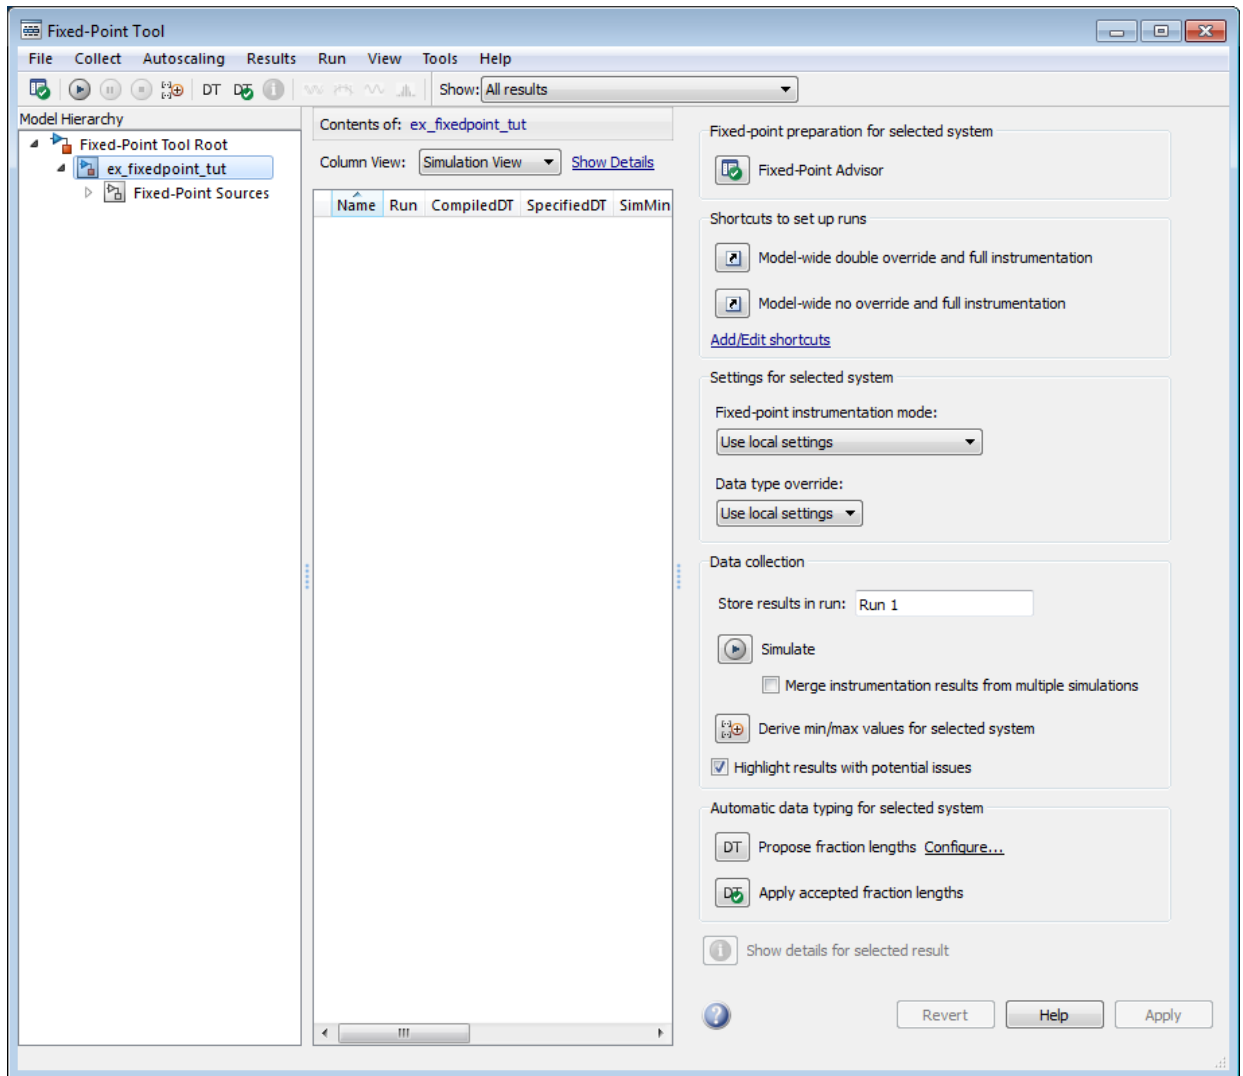 Fixed-Point Tool
File Collect Autoscaling Results Run View Tools Help
DT DT Show: All results
Model Hierarchy
Fixed-Point Tool Root
ex_fixedpoint_tut
Fixed-Point Sources
Contents of: ex_fixedpoint_tut
Column View: Simulation View Show Details
Name Run CompiledDT SpecifiedDT SimMin
Fixed-point preparation for selected system
Fixed-Point Advisor
Shortcuts to set up runs
Model-wide double override and full instrumentation
Model-wide no override and full instrumentation
Add/Edit shortcuts
Settings for selected system
Fixed-point instrumentation mode:
Use local settings
Data type override:
Use local settings
Data collection
Store results in run: Run 1
Simulate
Merge instrumentation results from multiple simulations
Derive min/max values for selected system
Highlight results with potential issues
Automatic data typing for selected system
DT Propose fraction lengths Configure...
DT Apply accepted fraction lengths
Show details for selected result
Revert Help Apply